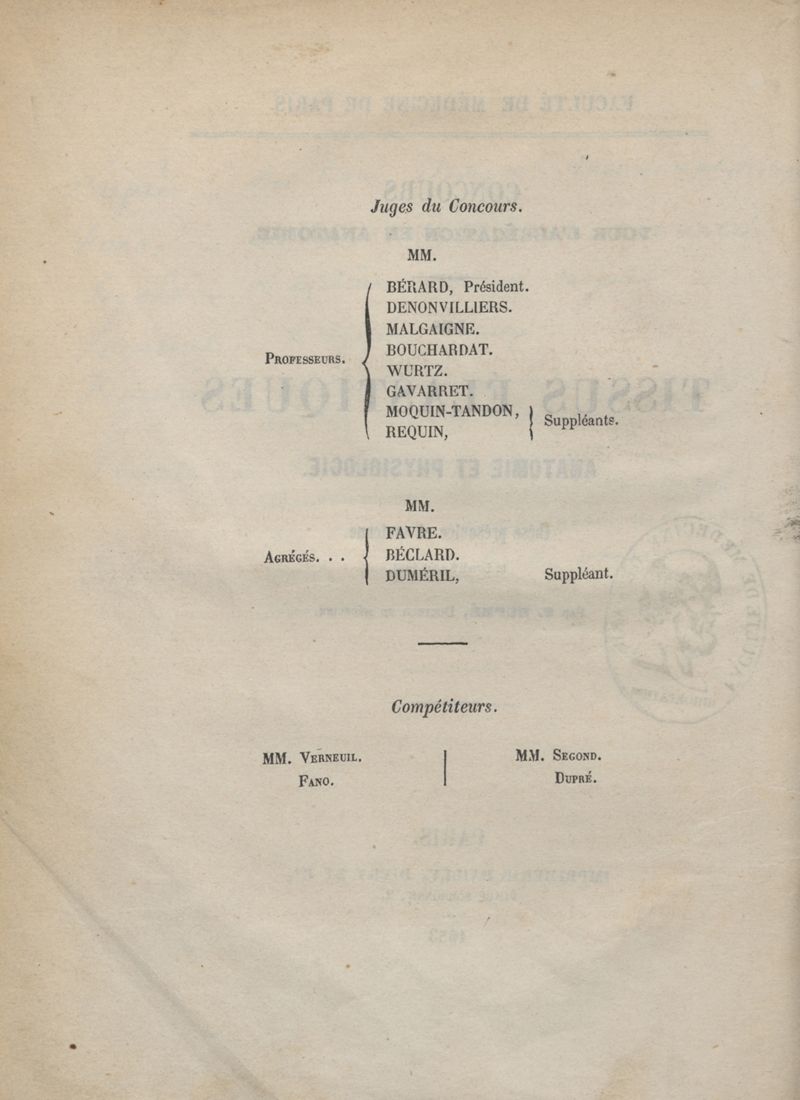 Juges du Concours.
MM.
PROFESSEURS.
BÉRARD, Président.
DENONVILLIERS.
MALGAIGNE.
BOUCHARDAT.
WURTZ.
GAVARRET.
MOQUIN-TANDON,
REQUIN,
Suppléants.
MM.
AGRÉGÉS. . .
FAVRE.
BÉCLARD.
DUMÉRIL, Suppléant.
Compétiteurs.
MM. VERNEUIL.
FANO.
MM. SEGOND.
DUPRÉ.